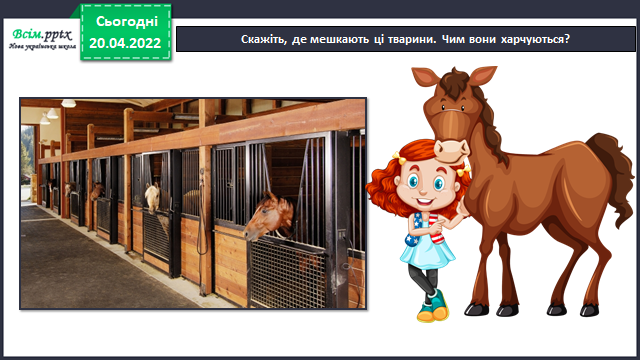 Всім.pptx
Нова українська школа
Сьогодні
20.04.2022
Скажіть, де мешкають ці тварини. Чим вони харчуються?